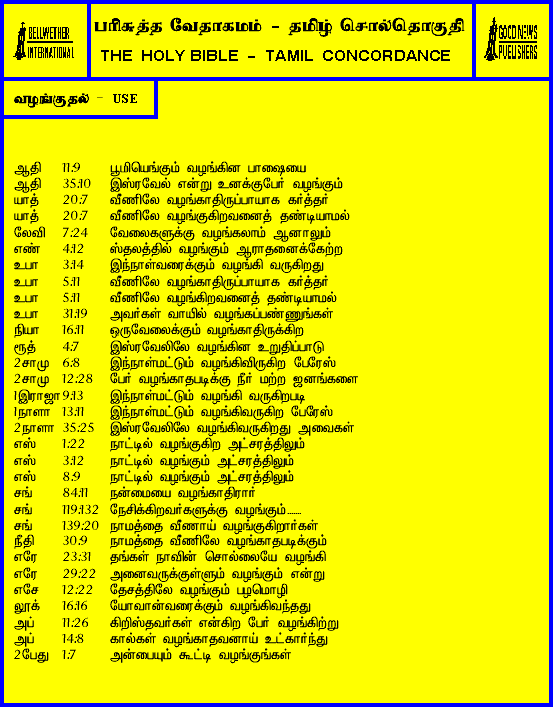 BELLWETHER
INTERNATIONAL
பரிசுத்த வேதாகமம் - தமிழ் சொல்தொகுதி
THE HOLY BIBLE - TAMIL CONCORDANCE
GOOD NEWS
PUBLISHERS
வழங்குதல் - USE
ஆதி 11:9 பூமியெங்கும் வழங்கின பாஷையை
ஆதி 35:10 இஸ்ரவேல் என்று உனக்குபேர் வழங்கும்
யாத் 20:7 வீணிலே வழங்காதிருப்பாயாக கர்த்தர்
யாத் 20:7 வீணிலே வழங்குகிறவனைத் தண்டியாமல்
லேவி 7:24 வேலைகளுக்கு வழங்கலாம் ஆனாலும்
எண் 4:12 ஸ்தலத்தில் வழங்கும் ஆராதனைக்கேற்ற
உபா 3:14 இந்நாள்வரைக்கும் வழங்கி வருகிறது
உபா 5:11 வீணிலே வழங்காதிருப்பாயாக கர்த்தர்
உபா 5:11 வீணிலே வழங்கிறவனைத் தண்டியாமல்
உபா 31:19 அவர்கள் வாயில் வழங்கப்பண்ணுங்கள்
நியா 16:11 ஒருவேலைக்கும் வழங்காதிருக்கிற
ரூத் 4:7 இஸ்ரவேலிலே வழங்கின உறுதிப்பாடு
2சாமு 6:8 இந்நாள்மட்டும் வழங்கிவிருகிற பேரேஸ்
2சாமு 12:28 பேர் வழங்காதபடிக்கு நீர் மற்ற ஜனங்களை
1இராஜா 9:13 இந்நாள்மட்டும் வழங்கி வருகிறபடி
1நாளா 13:11 இந்நாள்மட்டும் வழங்கிவருகிற பேரேஸ்
2நாளா 35:25 இஸ்ரவேலிலே வழங்கிவருகிறது அவைகள்
எஸ் 1:22 நாட்டில் வழங்குகிற அட்சரத்திலும்
எஸ் 3:12 நாட்டில் வழங்கும் அட்சரத்திலும்
எஸ் 8:9 நாட்டில் வழங்கும் அட்சரத்திலும்
சங் 84:11 நன்மையை வழங்காதிரார்
சங் 119:132 நேசிக்கிறவர்களுக்கு வழங்கும்.......
சங் 139:20 நாமத்தை வீணாய் வழங்குகிறார்கள்
நீதி 30:9 நாமத்தை வீணிலே வழங்காதபடிக்கும்
எரே 23:31 தங்கள் நாவின் சொல்லையே வழங்கி
எரே 29:22 அனைவருக்குள்ளும் வழங்கும் என்று
எசே 12:22 தேசத்திலே வழங்கும் பழமொழி
லூக் 16:16 யோவான்வரைக்கும் வழங்கிவந்தது
அப் 11:26 கிறிஸ்தவர்கள் என்கிற பேர் வழங்கிற்று
அப் 14:8 கால்கள் வழங்காதவனாய் உட்கார்ந்து
2பேது 1:7 அன்பையும் கூட்டி வழங்குங்கள்